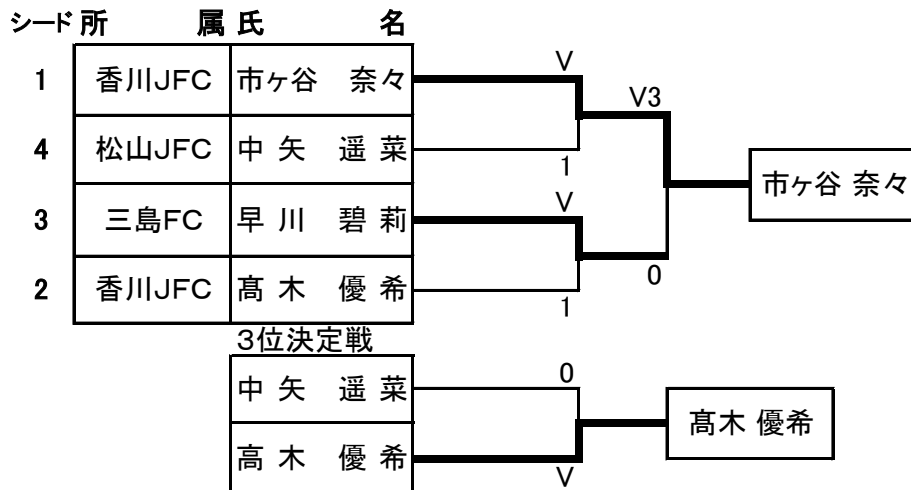 シード 所 属 氏 名
1 香川JFC 市ヶ谷 奈々 V
V3
4 松山JFC 中矢 遥菜 1
市ヶ谷 奈々
3 三島FC 早川 碧莉 V
0
2 香川JFC 髙木 優希 1
3位決定戦
中矢 遥菜 0
髙木 優希
高木 優希 V